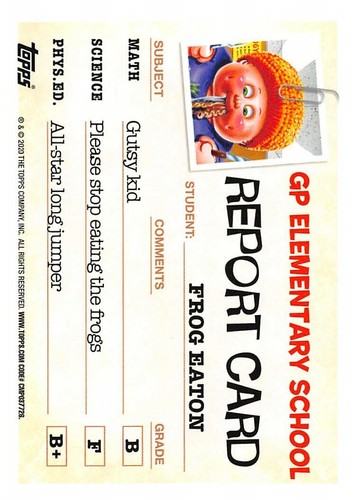 GP ELEMENTARY SCHOOL
REPORT CARD
STUDENT: FROG EATON
SUBJECT COMMENTS GRADE
MATH Gutsy kid B
SCIENCE Please stop eating the frogs F
PHYS.ED. All-star long jumper B+
topps® ® & © 2020 THE TOPPS COMPANY, INC. ALL RIGHTS RESERVED. WWW.TOPPS.COM CODE# CMP037728.